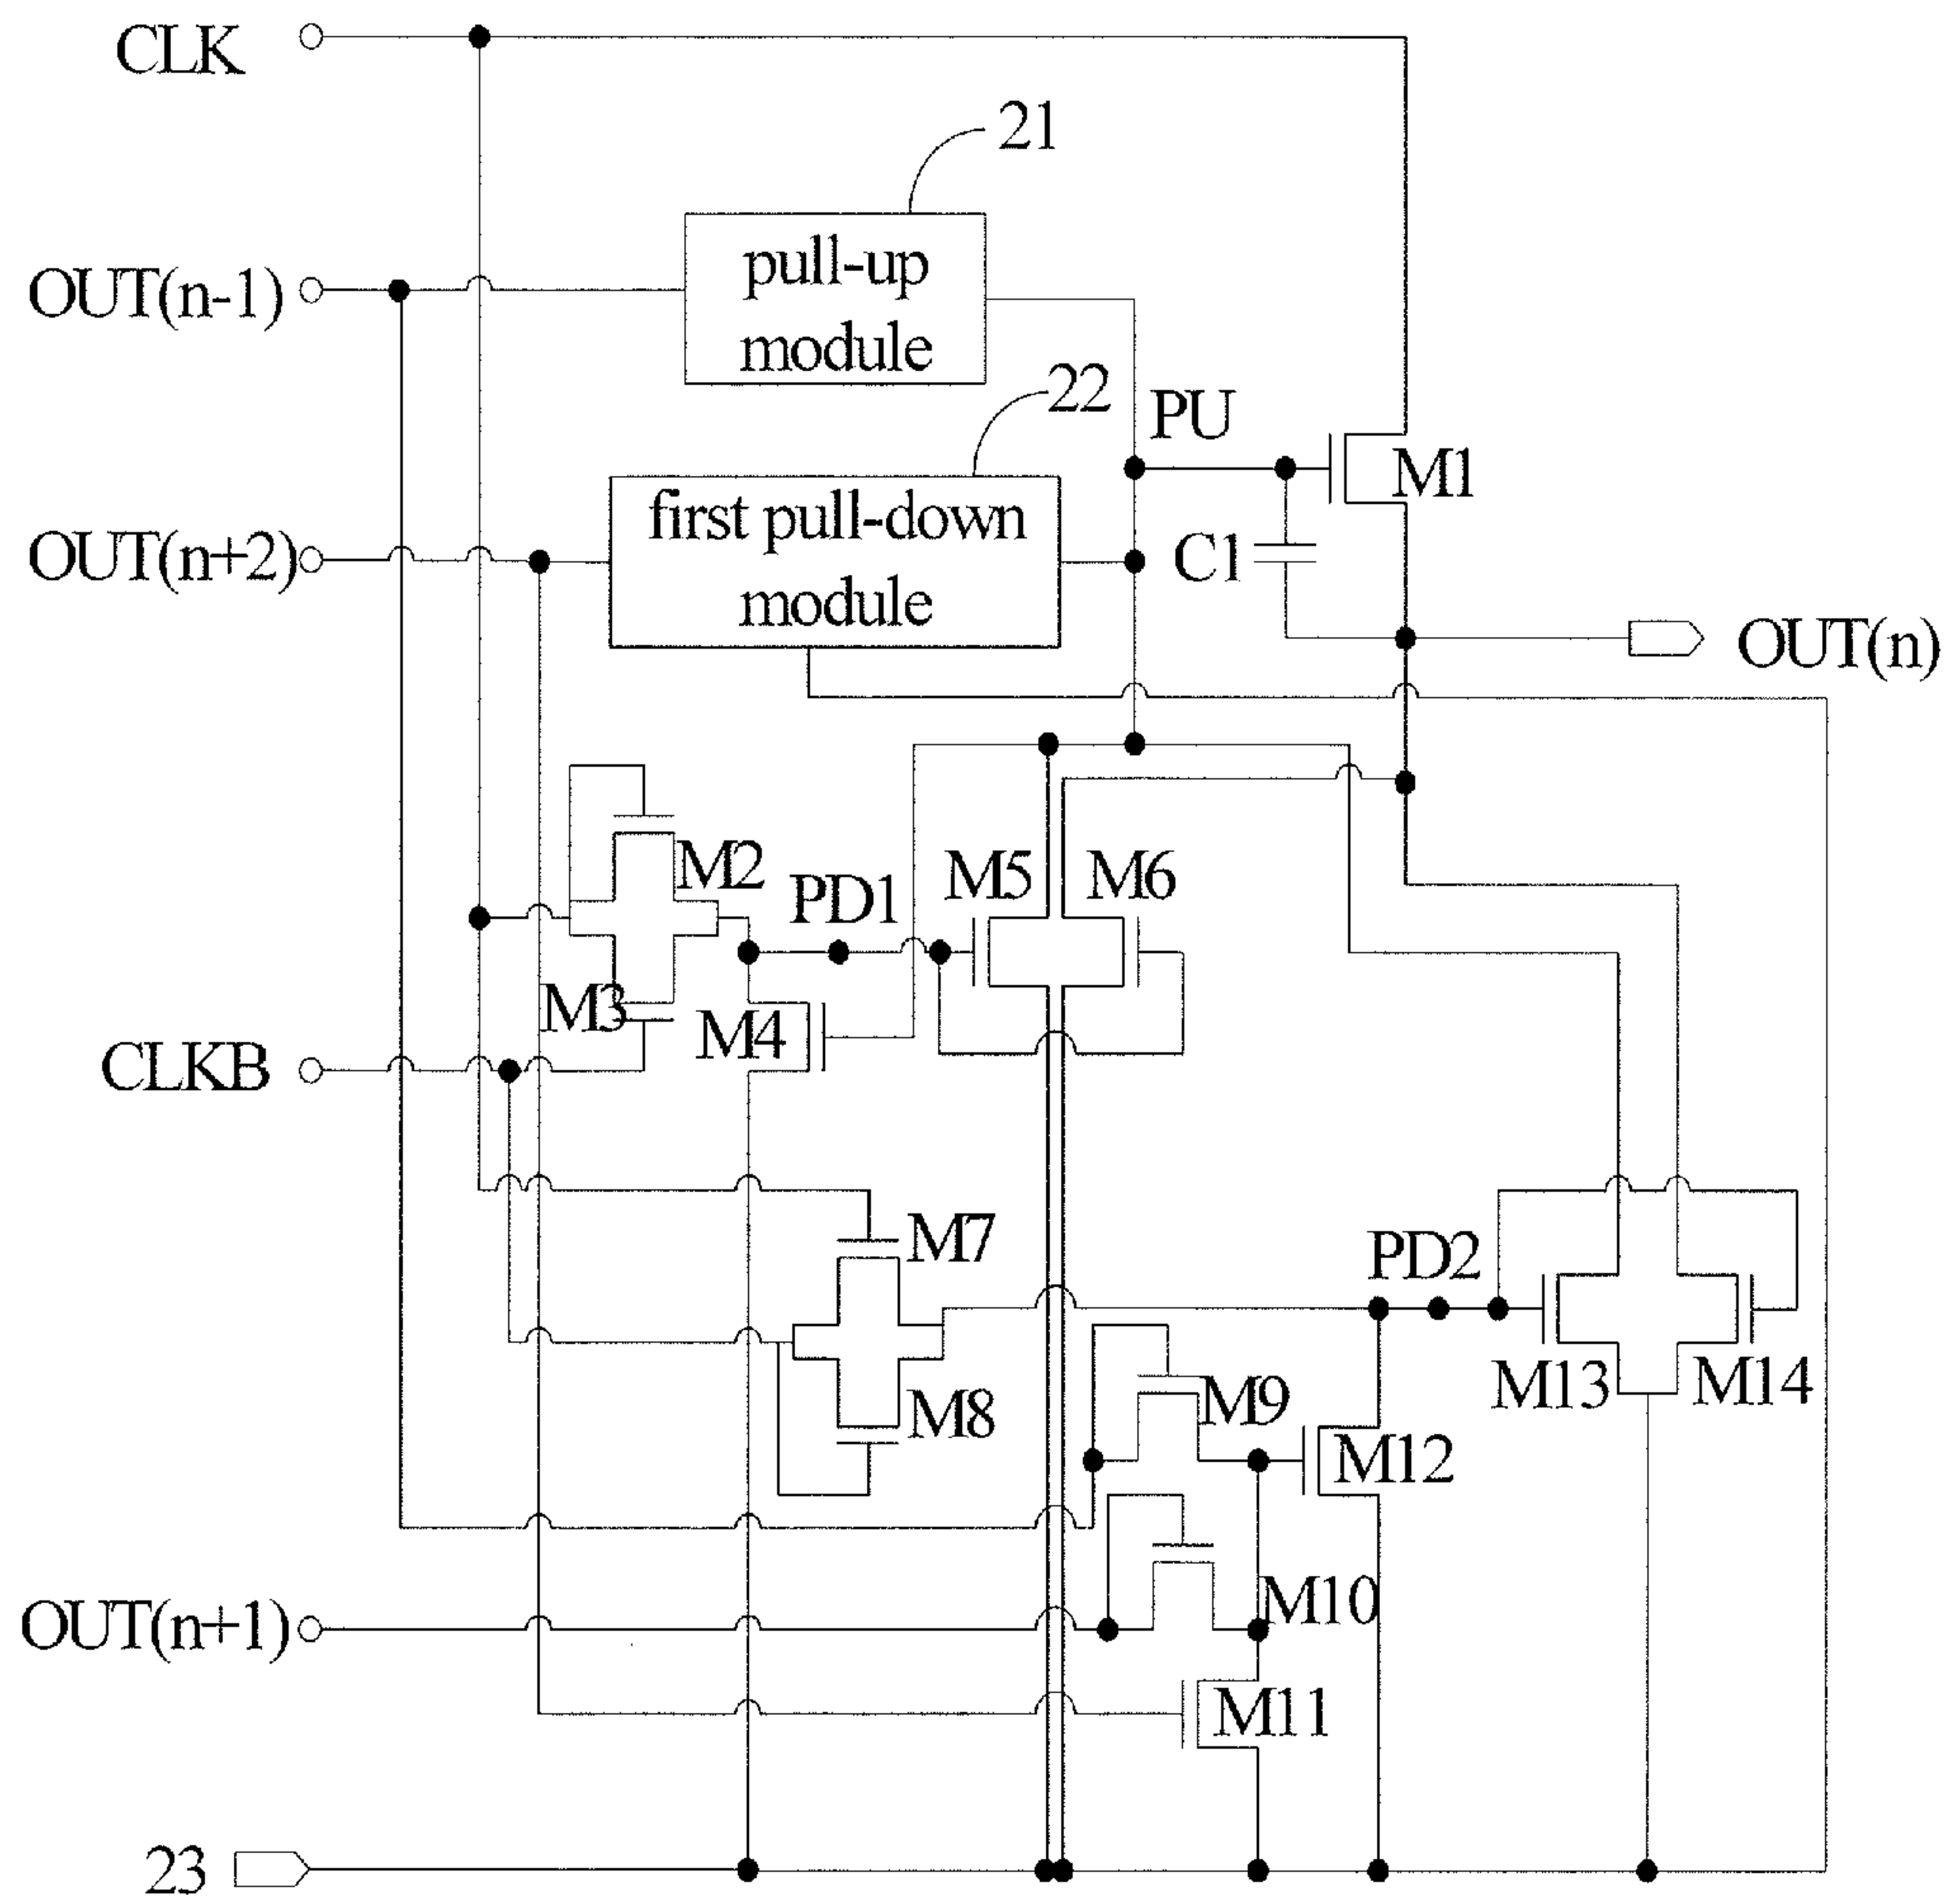 CLK
21
pull-up
module
OUT(n-1)
22
PU
M1
first pull-down
module
OUT(n+2)
C1
OUT(n)
M2
PD1
M5
M6
M3
M4
CLKB
M7
PD2
M8
M9
M13
M14
M12
M10
OUT(n+1)
M11
23